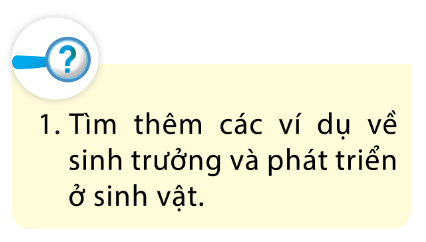 ?
1. Tìm thêm các ví dụ về
sinh trưởng và phát triển
ở sinh vật.